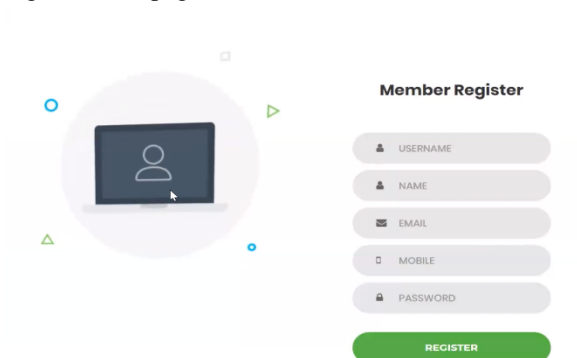 Member Register
USERNAME
NAME
EMAIL
MOBILE
PASSWORD
REGISTER